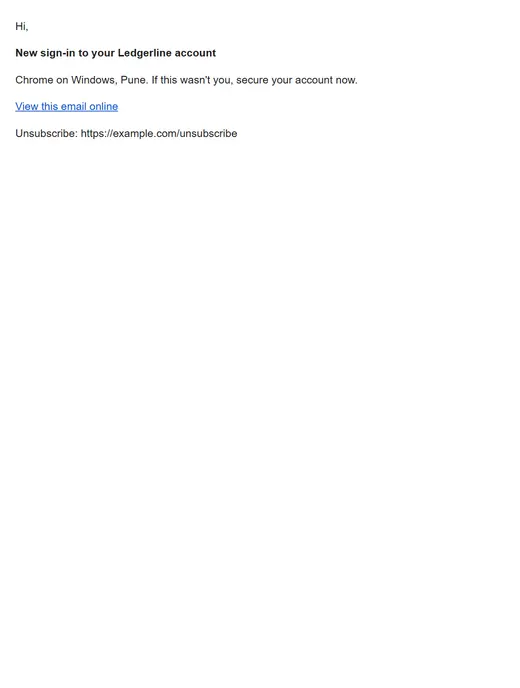 Hi,
New sign-in to your Ledgerline account
Chrome on Windows, Pune. If this wasn't you, secure your account now.
View this email online
Unsubscribe: https://example.com/unsubscribe